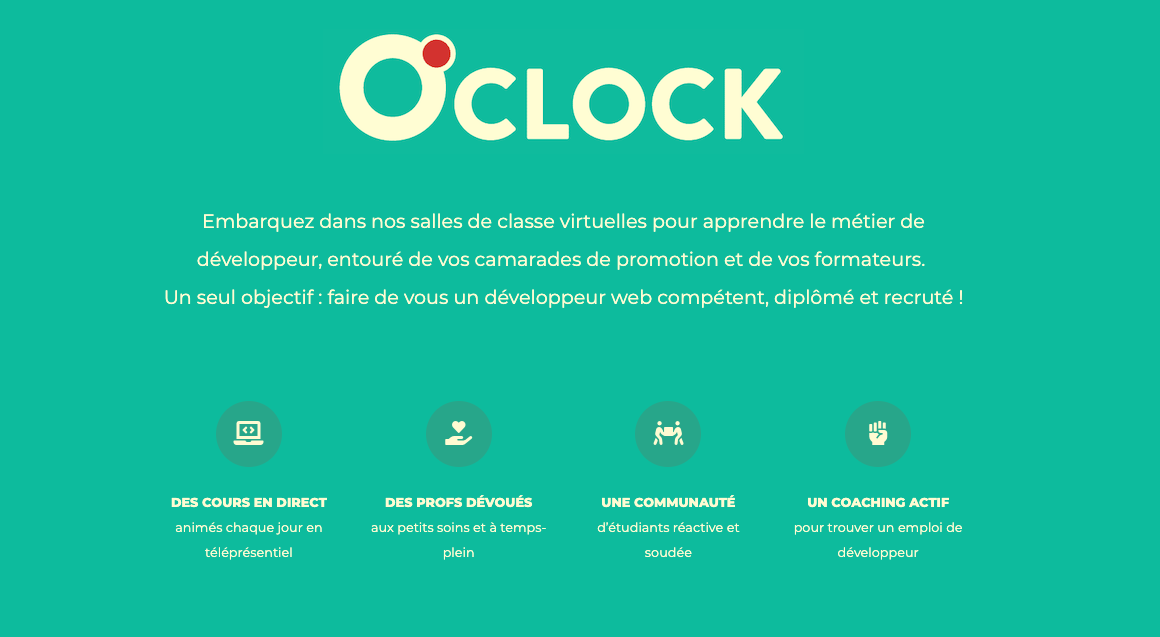 O'CLOCK
Embarquez dans nos salles de classe virtuelles pour apprendre le métier de
développeur, entouré de vos camarades de promotion et de vos formateurs.
Un seul objectif : faire de vous un développeur web compétent, diplômé et recruté !
DES COURS EN DIRECT
animés chaque jour en
téléprésentiel
DES PROFS DÉVOUÉS
aux petits soins et à temps-
plein
UNE COMMUNAUTÉ
d'étudiants réactive et
soudée
UN COACHING ACTIF
pour trouver un emploi de
développeur